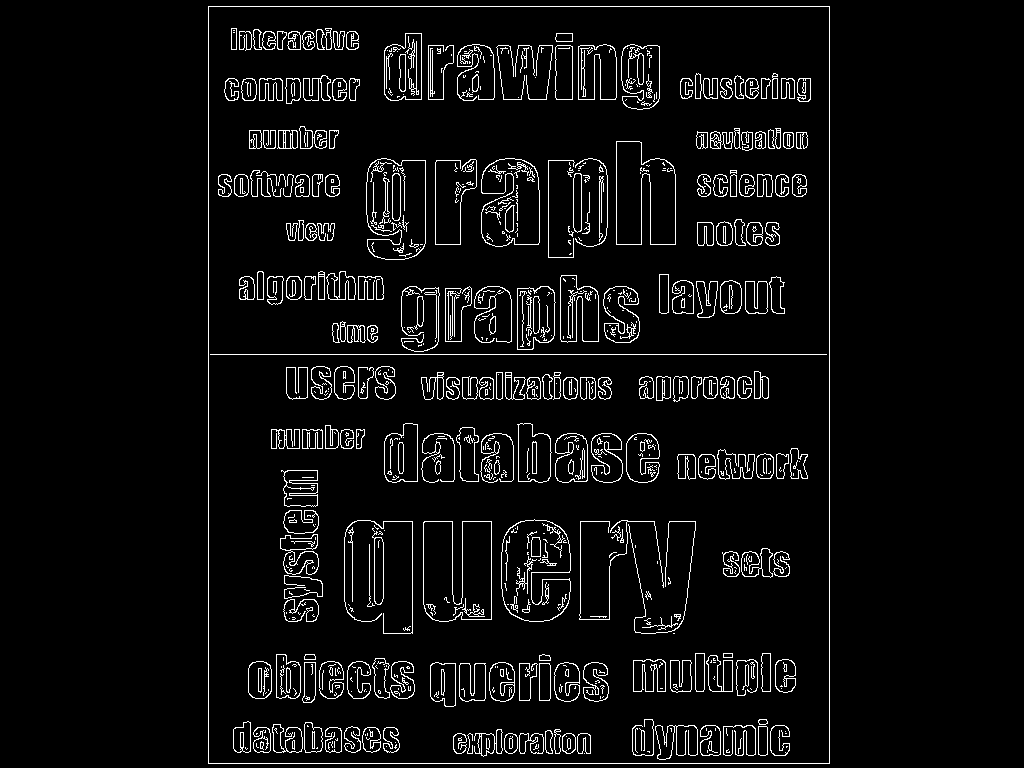 interactive
drawing
computer
clustering
number
navigation
graph
software
science
view
notes
algorithm
graphs
layout
time
users
visualizations
approach
number
database
network
system
query
sets
objects
queries
multiple
databases
exploration
dynamic